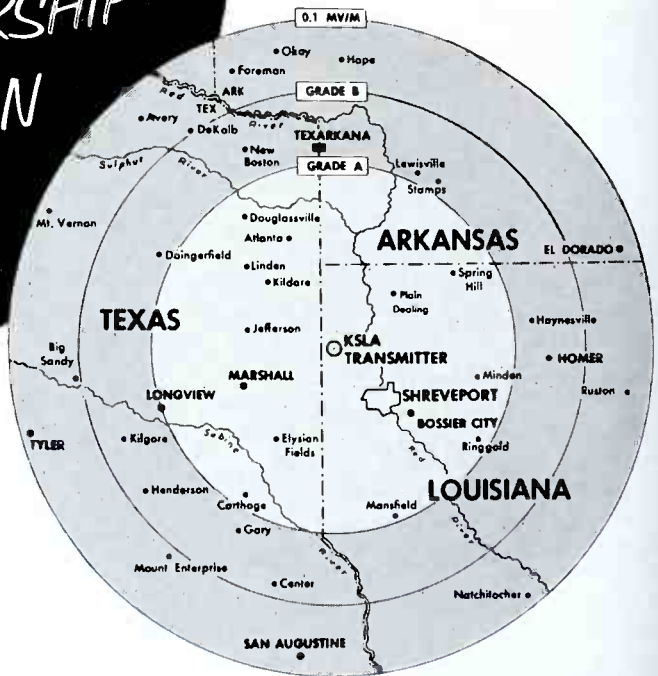 RSHIP
N
0.1 MV/M
Okay
Hope
Foreman
ARK
TEX
Red
River
GRADE B
Avery
DeKalb
TEXARKANA
New
Boston
GRADE A
Lewisville
Stamps
Sulphur
River
Mt. Vernon
Douglassville
Atlanta
ARKANSAS
EL DORADO
Daingerfield
Linden
Kildare
Spring
Hill
Plain
Dealing
TEXAS
Jefferson
KSLA
TRANSMITTER
Haynesville
HOMER
Big
Sandy
MARSHALL
Minden
Ruston
LONGVIEW
SHREVEPORT
BOSSIER CITY
TYLER
Kilgore
Sabine
Elysian
Fields
Red
Ringgold
Henderson
Carthage
Mansfield
LOUISIANA
Gary
River
River
Mount Enterprise
Center
Natchitocher
SAN AUGUSTINE